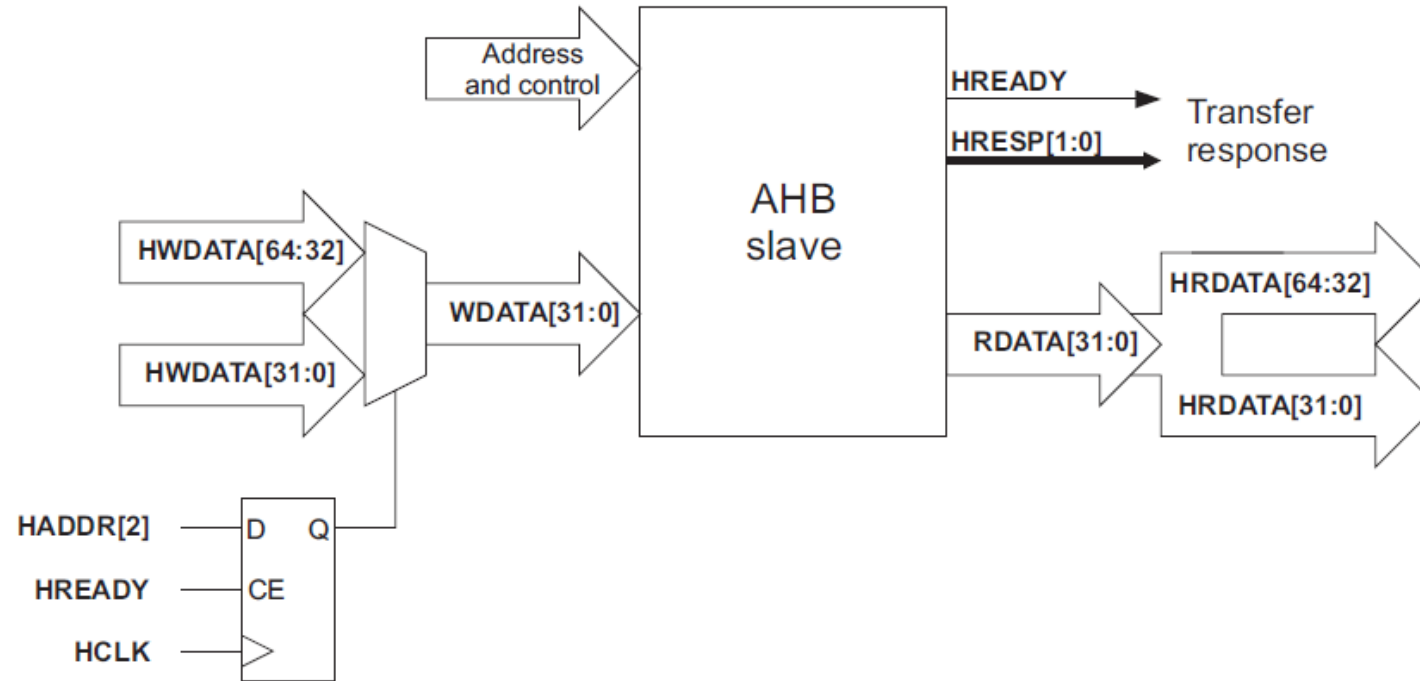 Address
and control
HREADY
HRESP[1:0]
Transfer
response
AHB
slave
HWDATA[64:32]
HWDATA[31:0]
WDATA[31:0]
RDATA[31:0]
HRDATA[64:32]
HRDATA[31:0]
HADDR[2]
D Q
HREADY
CE
HCLK